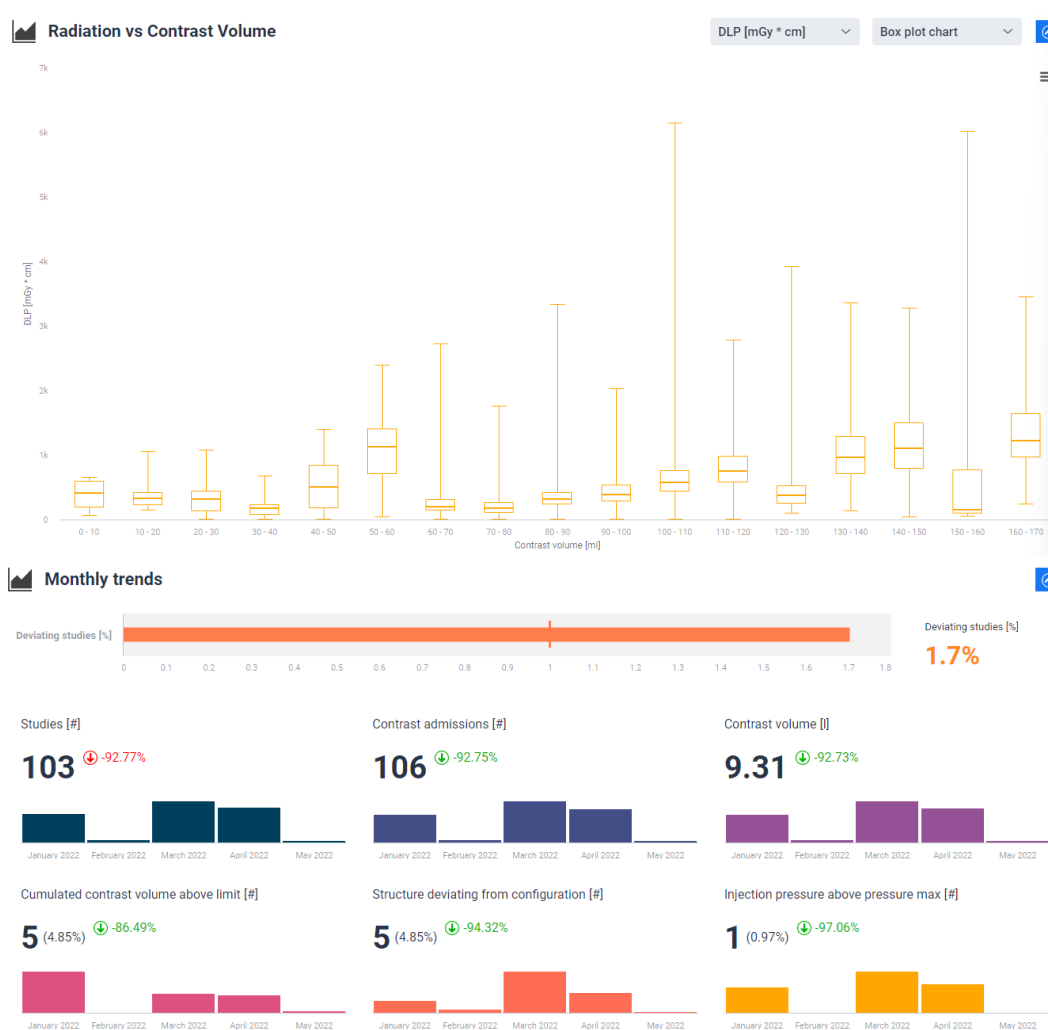 Radiation vs Contrast Volume
DLP [mGy * cm]
Box plot chart
7k
6k
5k
4k
3k
2k
1k
0
DLP [mGy * cm]
0 - 10 10 - 20 20 - 30 30 - 40 40 - 50 50 - 60 60 - 70 70 - 80 80 - 90 90 - 100 100 - 110 110 - 120 120 - 130 130 - 140 140 - 150 150 - 160 160 - 170
Contrast volume [ml]
Monthly trends
Deviating studies [%]
0 0.1 0.2 0.3 0.4 0.5 0.6 0.7 0.8 0.9 1 1.1 1.2 1.3 1.4 1.5 1.6 1.7 1.8
Deviating studies [%]
1.7%
Studies [#]
103 -92.77%
January 2022 February 2022 March 2022 April 2022 May 2022
Contrast admissions [#]
106 -92.75%
January 2022 February 2022 March 2022 April 2022 May 2022
Contrast volume [l]
9.31 -92.73%
January 2022 February 2022 March 2022 April 2022 May 2022
Cumulated contrast volume above limit [#]
5 (4.85%) -86.49%
January 2022 February 2022 March 2022 April 2022 May 2022
Structure deviating from configuration [#]
5 (4.85%) -94.32%
January 2022 February 2022 March 2022 April 2022 May 2022
Injection pressure above pressure max [#]
1 (0.97%) -97.06%
January 2022 February 2022 March 2022 April 2022 May 2022